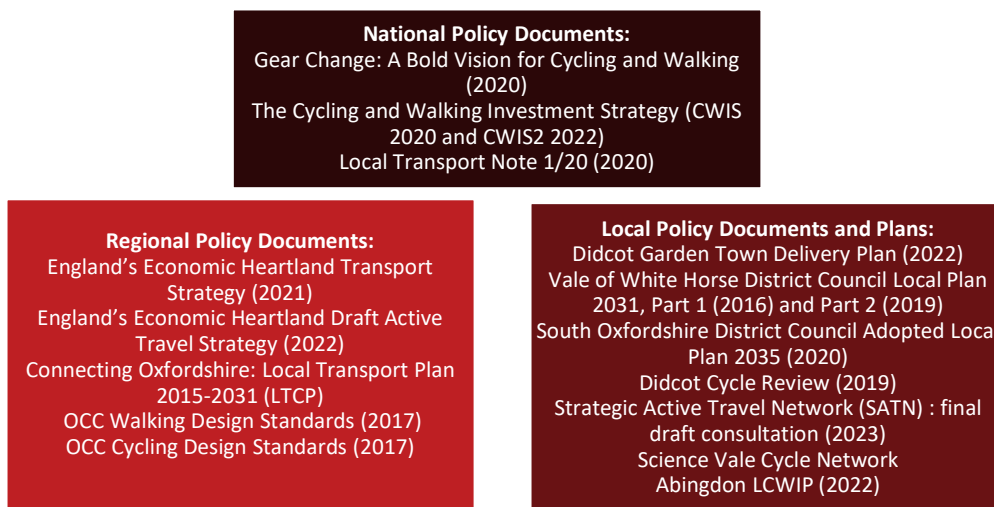 National Policy Documents:
Gear Change: A Bold Vision for Cycling and Walking
(2020)
The Cycling and Walking Investment Strategy (CWIS
2020 and CWIS2 2022)
Local Transport Note 1/20 (2020)
Regional Policy Documents:
England’s Economic Heartland Transport
Strategy (2021)
England’s Economic Heartland Draft Active
Travel Strategy (2022)
Connecting Oxfordshire: Local Transport Plan
2015-2031 (LTCP)
OCC Walking Design Standards (2017)
OCC Cycling Design Standards (2017)
Local Policy Documents and Plans:
Didcot Garden Town Delivery Plan (2022)
Vale of White Horse District Council Local Plan
2031, Part 1 (2016) and Part 2 (2019)
South Oxfordshire District Council Adopted Local
Plan 2035 (2020)
Didcot Cycle Review (2019)
Strategic Active Travel Network (SATN) : final
draft consultation (2023)
Science Vale Cycle Network
Abingdon LCWIP (2022)